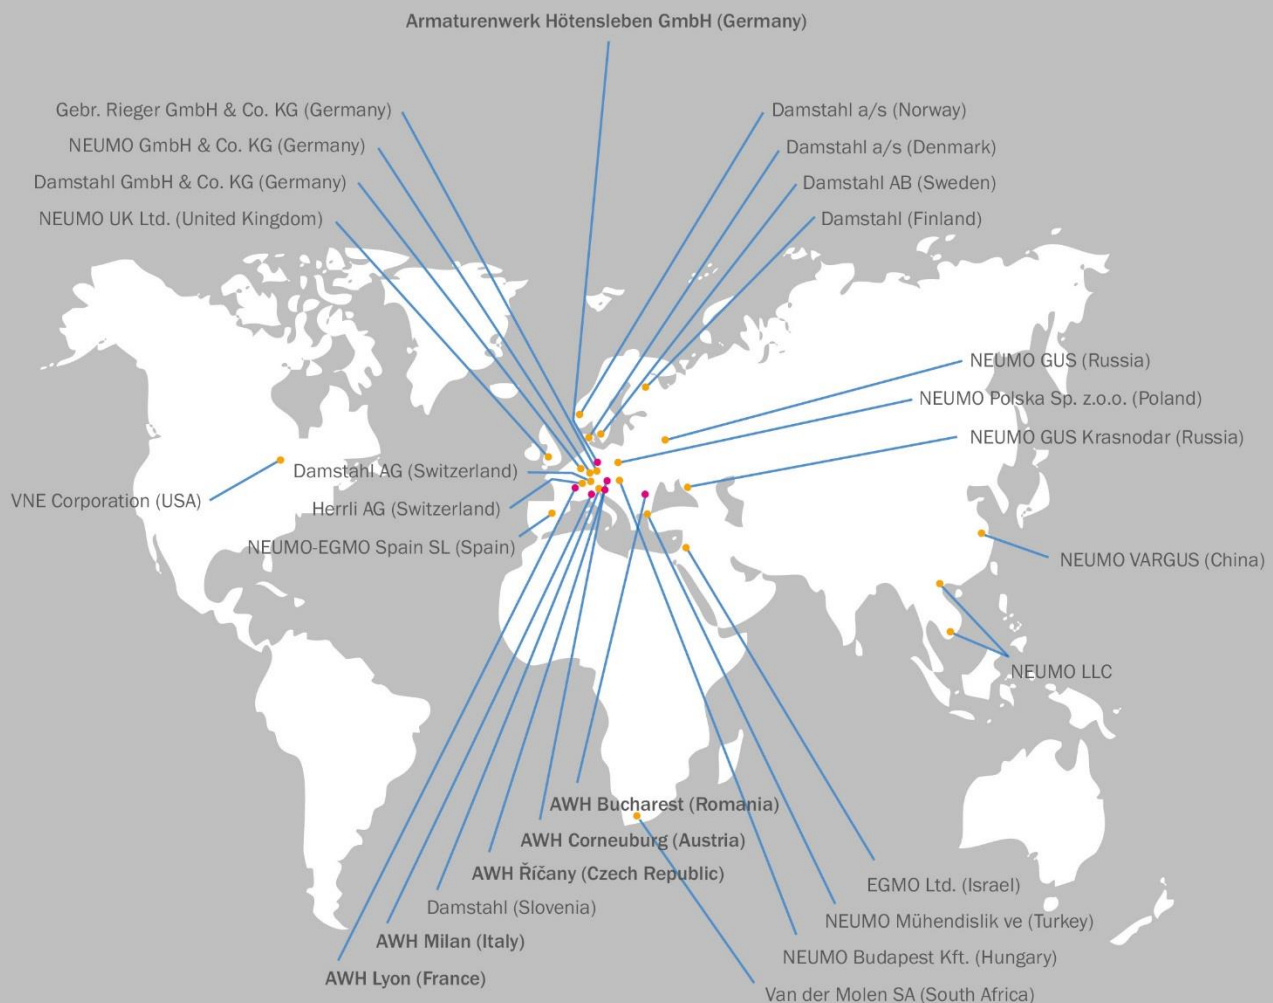 Armaturenwerk Hötensleben GmbH (Germany)
Gebr. Rieger GmbH & Co. KG (Germany)
NEUMO GmbH & Co. KG (Germany)
Damstahl GmbH & Co. KG (Germany)
NEUMO UK Ltd. (United Kingdom)
Damstahl a/s (Norway)
Damstahl a/s (Denmark)
Damstahl AB (Sweden)
Damstahl (Finland)
NEUMO GUS (Russia)
NEUMO Polska Sp. z.o.o. (Poland)
NEUMO GUS Krasnodar (Russia)
Damstahl AG (Switzerland)
VNE Corporation (USA)
Herrli AG (Switzerland)
NEUMO-EGMO Spain SL (Spain)
NEUMO VARGUS (China)
NEUMO LLC
AWH Bucharest (Romania)
AWH Corneuburg (Austria)
AWH Říčany (Czech Republic)
Damstahl (Slovenia)
AWH Milan (Italy)
AWH Lyon (France)
EGMO Ltd. (Israel)
NEUMO Mühendislik ve (Turkey)
NEUMO Budapest Kft. (Hungary)
Van der Molen SA (South Africa)